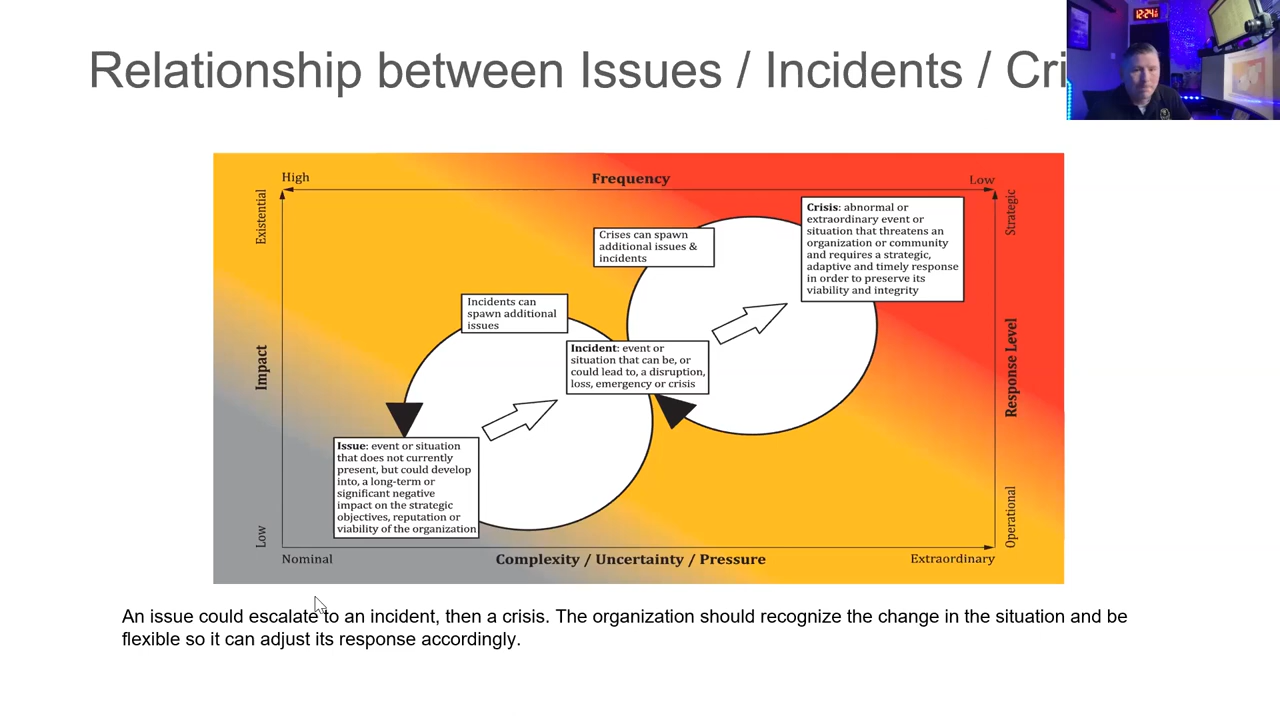 Relationship between Issues / Incidents / Cri
12:24
High
Frequency
Low
Existential
Impact
Low
Strategic
Response Level
Operational
Crisis: abnormal or
extraordinary event or
situation that threatens an
organization or community
and requires a strategic,
adaptive and timely response
in order to preserve its
viability and integrity
Crises can spawn
additional issues &
incidents
Incidents can
spawn additional
issues
Incident: event or
situation that can be, or
could lead to, a disruption,
loss, emergency or crisis
Issue: event or situation
that does not currently
present, but could develop
into, a long-term or
significant negative
impact on the strategic
objectives, reputation or
viability of the organization
Nominal
Complexity / Uncertainty / Pressure
Extraordinary
An issue could escalate to an incident, then a crisis. The organization should recognize the change in the situation and be
flexible so it can adjust its response accordingly.